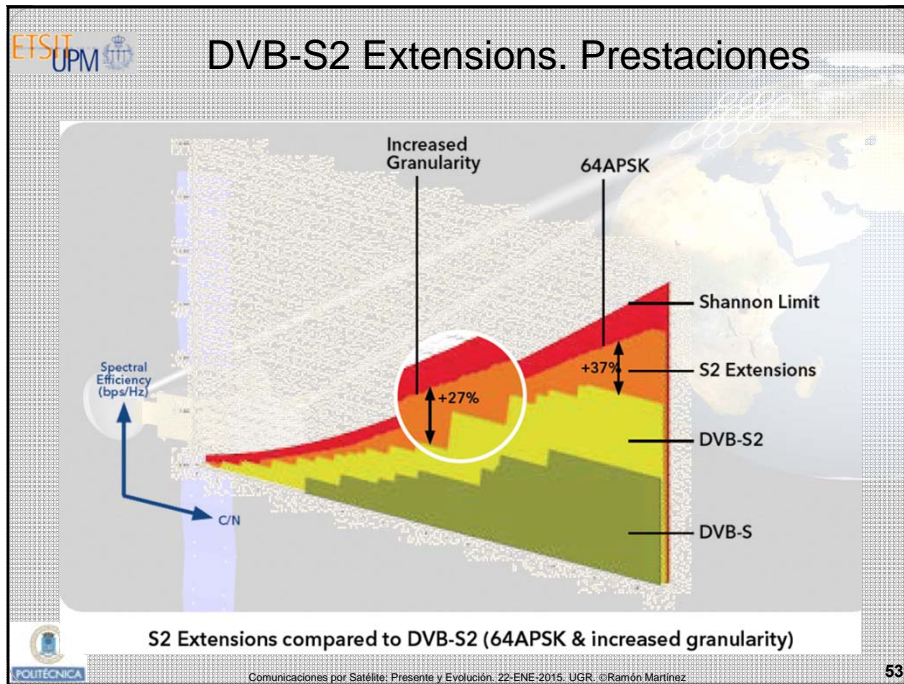 ETSIT
UPM
DVB-S2 Extensions. Prestaciones
Increased
Granularity
64APSK
Shannon Limit
Spectral
Efficiency
(bps/Hz)
+37%
S2 Extensions
+27%
DVB-S2
C/N
DVB-S
S2 Extensions compared to DVB-S2 (64APSK & increased granularity)
POLITÉCNICA
Comunicaciones por Satélite: Presente y Evolución. 22-ENE-2015. UGR. ©Ramón Martínez
53